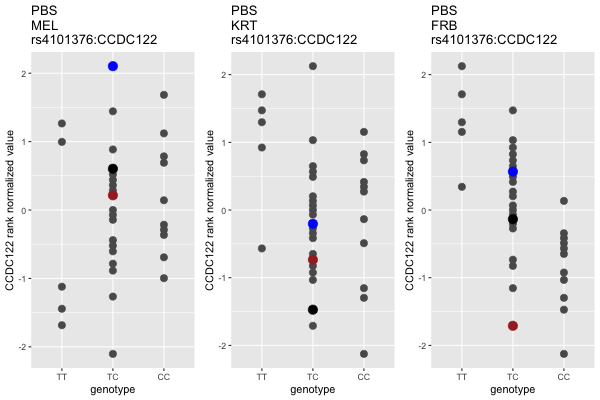 PBS
MEL
rs4101376:CCDC122
CCDC122 rank normalized value
2
1
0
-1
-2
TT
TC
CC
genotype
PBS
KRT
rs4101376:CCDC122
CCDC122 rank normalized value
2
1
0
-1
-2
TT
TC
CC
genotype
PBS
FRB
rs4101376:CCDC122
CCDC122 rank normalized value
2
1
0
-1
-2
TT
TC
CC
genotype